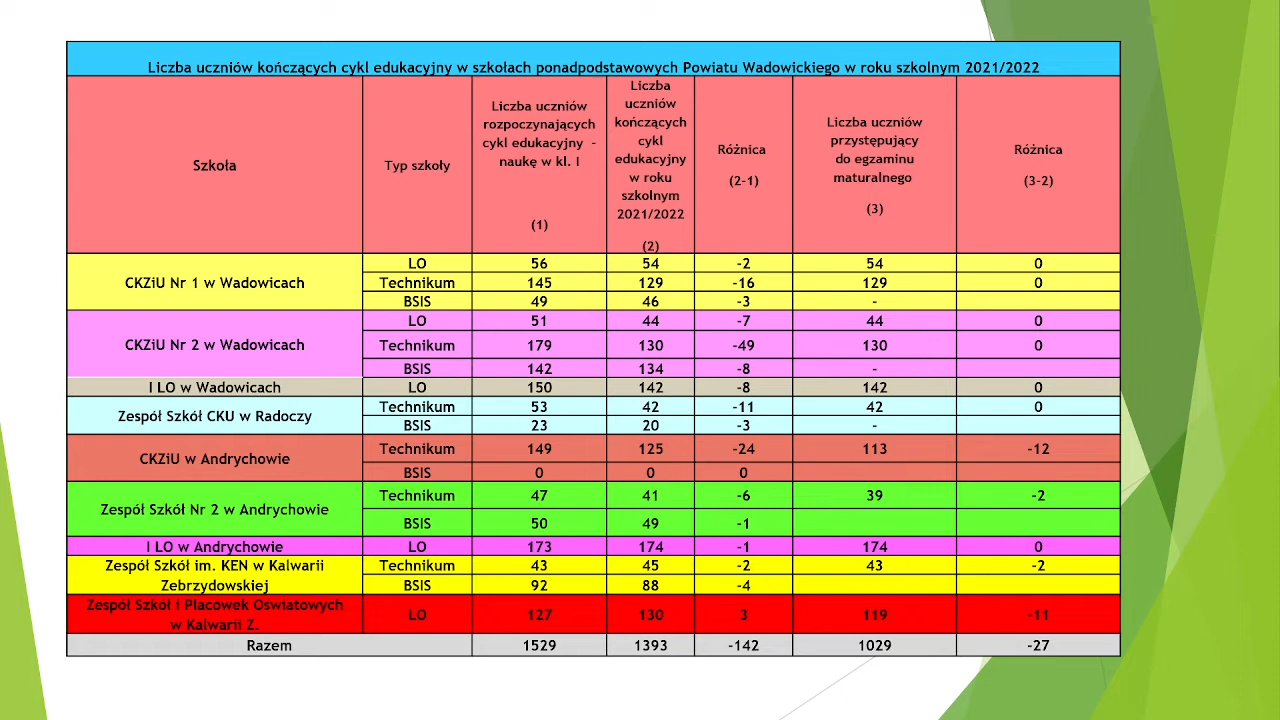 Liczba uczniów kończących cykl edukacyjny w szkołach ponadpodstawowych Powiatu Wadowickiego w roku szkolnym 2021/2022
Szkoła
Typ szkoły
Liczba uczniów
rozpoczynających
cykl edukacyjny -
naukę w kl. I
(1)
Liczba
uczniów
kończących
cykl
edukacyjny
w roku
szkolnym
2021/2022
(2)
Różnica
(2-1)
Liczba uczniów
przystępujący
do egzaminu
maturalnego
(3)
Różnica
(3-2)
CKZiU Nr 1 w Wadowicach
LO 56 54 -2 54 0
Technikum 145 129 -16 129 0
BSIS 49 46 -3 -
CKZiU Nr 2 w Wadowicach
LO 51 44 -7 44 0
Technikum 179 130 -49 130 0
BSIS 142 134 -8 -
I LO w Wadowicach LO 150 142 -8 142 0
Zespół Szkół CKU w Radoczy
Technikum 53 42 -11 42 0
BSIS 23 20 -3 -
CKZiU w Andrychowie
Technikum 149 125 -24 113 -12
BSIS 0 0 0
Zespół Szkół Nr 2 w Andrychowie
Technikum 47 41 -6 39 -2
BSIS 50 49 -1
I LO w Andrychowie LO 173 174 -1 174 0
Zespół Szkół im. KEN w Kalwarii
Zebrzydowskiej
Technikum 43 45 -2 43 -2
BSIS 92 88 -4
Zespół Szkół i Placówek Oświatowych
w Kalwarii Z.
LO 127 130 3 119 -11
Razem 1529 1393 -142 1029 -27